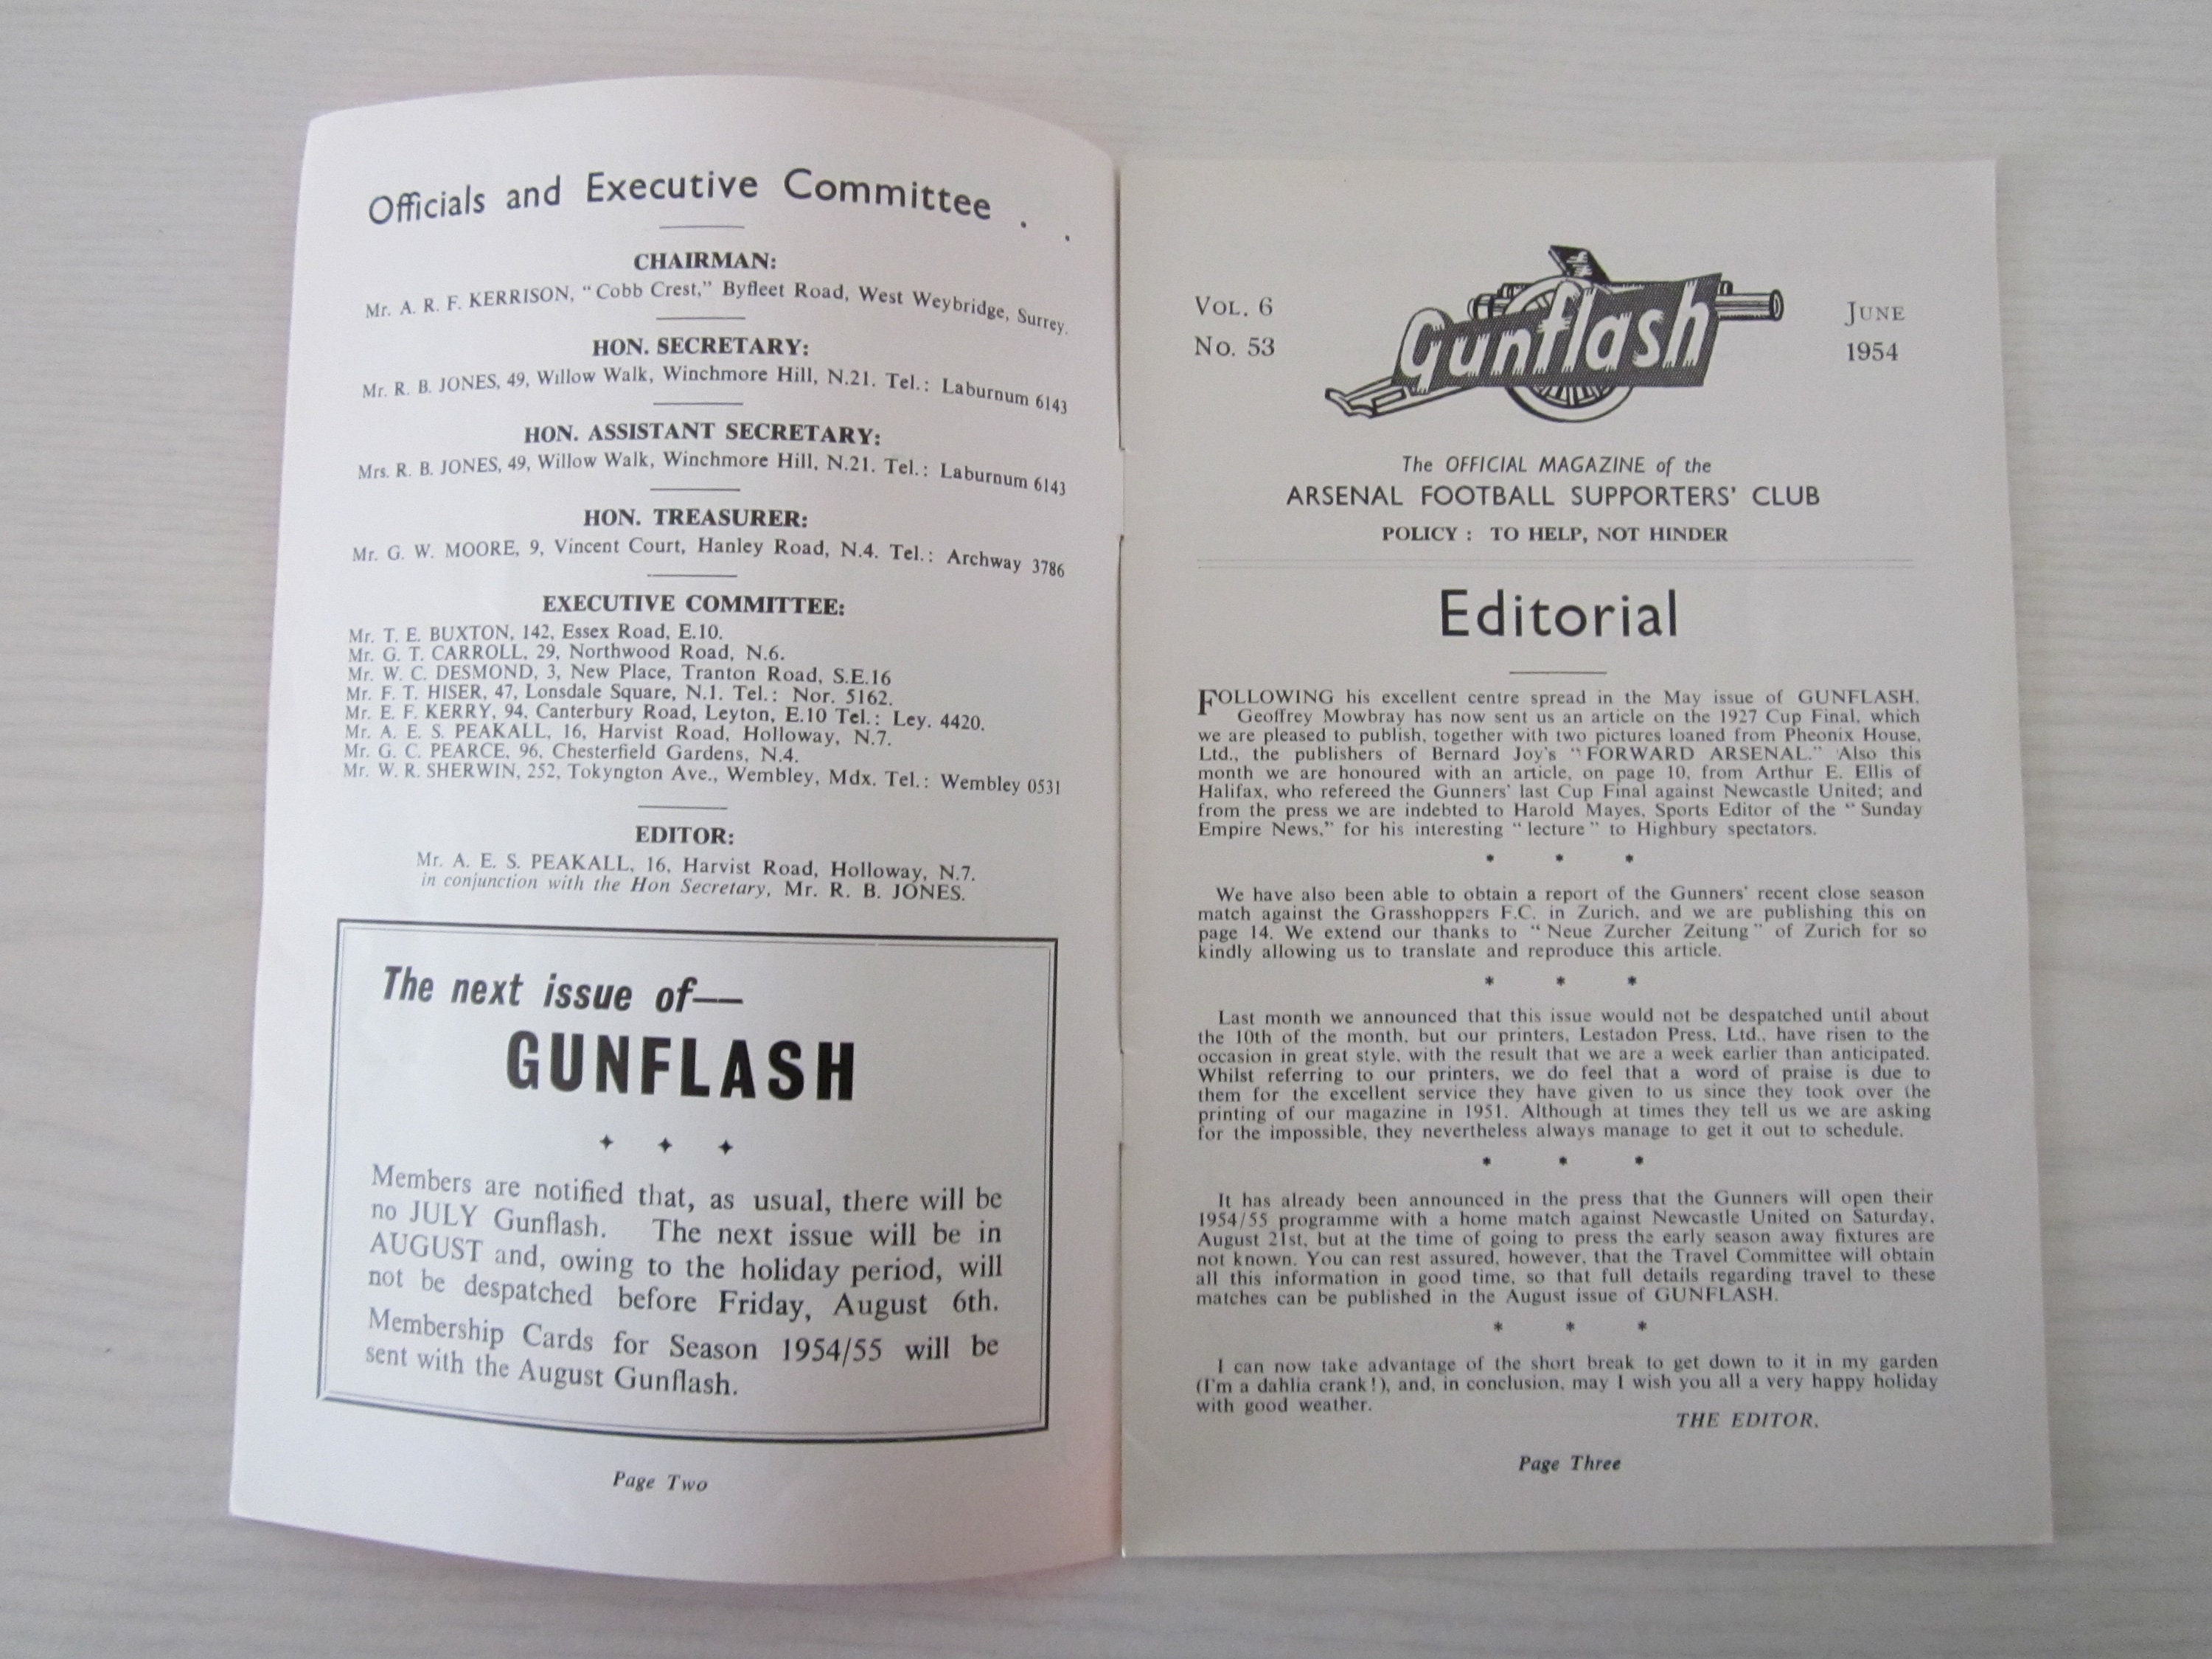 Officials and Executive Committee . .
CHAIRMAN:
Mr. A. R. F. KERRISON, "Cobb Crest," Byfleet Road, West Weybridge, Surrey.
HON. SECRETARY:
Mr. R. B. JONES, 49, Willow Walk, Winchmore Hill, N.21. Tel.: Laburnum 6143
HON. ASSISTANT SECRETARY:
Mrs. R. B. JONES, 49, Willow Walk, Winchmore Hill, N.21. Tel.: Laburnum 6143
HON. TREASURER:
Mr. G. W. MOORE, 9, Vincent Court, Hanley Road, N.4. Tel.: Archway 3786
EXECUTIVE COMMITTEE:
Mr. T. E. BUXTON, 142, Essex Road, E.10.
Mr. G. T. CARROLL, 29, Northwood Road, N.6.
Mr. W. C. DESMOND, 3, New Place, Tranton Road, S.E.16
Mr. F. T. HISER, 47, Lonsdale Square, N.1. Tel.: Nor. 5162.
Mr. E. F. KERRY, 94, Canterbury Road, Leyton, E.10 Tel.: Ley. 4420.
Mr. A. E. S. PEAKALL, 16, Harvist Road, Holloway, N.7.
Mr. G. C. PEARCE, 96, Chesterfield Gardens, N.4.
Mr. W. R. SHERWIN, 252, Tokyngton Ave., Wembley, Mdx. Tel.: Wembley 0531
EDITOR:
Mr. A. E. S. PEAKALL, 16, Harvist Road, Holloway, N.7.
in conjunction with the Hon Secretary, Mr. R. B. JONES.
The next issue of—
GUNFLASH
Members are notified that, as usual, there will be
no JULY Gunflash. The next issue will be in
AUGUST and, owing to the holiday period, will
not be despatched before Friday, August 6th.
Membership Cards for Season 1954/55 will be
sent with the August Gunflash.
Page Two
VOL. 6
No. 53
Gunflash
JUNE
1954
The OFFICIAL MAGAZINE of the
ARSENAL FOOTBALL SUPPORTERS' CLUB
POLICY : TO HELP, NOT HINDER
Editorial
FOLLOWING his excellent centre spread in the May issue of GUNFLASH,
Geoffrey Mowbray has now sent us an article on the 1927 Cup Final, which
we are pleased to publish, together with two pictures loaned from Pheonix House,
Ltd., the publishers of Bernard Joy's "FORWARD ARSENAL." Also this
month we are honoured with an article, on page 10, from Arthur E. Ellis of
Halifax, who refereed the Gunners' last Cup Final against Newcastle United; and
from the press we are indebted to Harold Mayes, Sports Editor of the "Sunday
Empire News," for his interesting "lecture" to Highbury spectators.
* * *
We have also been able to obtain a report of the Gunners' recent close season
match against the Grasshoppers F.C. in Zurich, and we are publishing this on
page 14. We extend our thanks to "Neue Zurcher Zeitung" of Zurich for so
kindly allowing us to translate and reproduce this article.
* * *
Last month we announced that this issue would not be despatched until about
the 10th of the month, but our printers, Lestadon Press, Ltd., have risen to the
occasion in great style, with the result that we are a week earlier than anticipated.
Whilst referring to our printers, we do feel that a word of praise is due to
them for the excellent service they have given to us since they took over the
printing of our magazine in 1951. Although at times they tell us we are asking
for the impossible, they nevertheless always manage to get it out to schedule.
* * *
It has already been announced in the press that the Gunners will open their
1954/55 programme with a home match against Newcastle United on Saturday,
August 21st, but at the time of going to press the early season away fixtures are
not known. You can rest assured, however, that the Travel Committee will obtain
all this information in good time, so that full details regarding travel to these
matches can be published in the August issue of GUNFLASH.
* * *
I can now take advantage of the short break to get down to it in my garden
(I'm a dahlia crank!), and, in conclusion, may I wish you all a very happy holiday
with good weather.
THE EDITOR.
Page Three